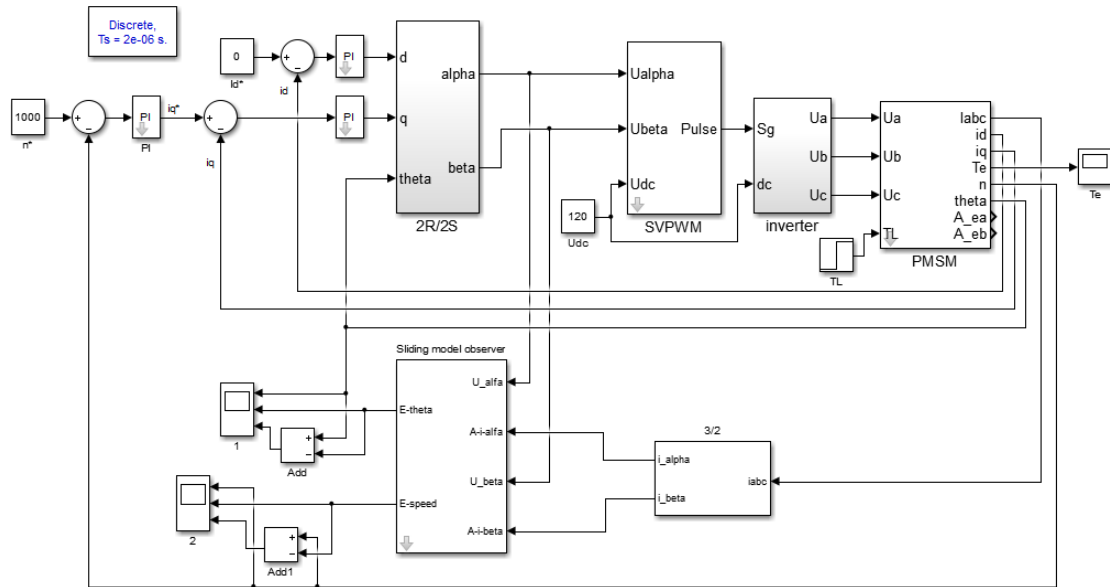 Discrete,
Ts = 2e-06 s.
0
Id*
+
−
id
PI
1000
n*
+
−
PI
PI
iq*
+
−
iq
PI
d
q
theta
alpha
beta
2R/2S
Ualpha
Ubeta
Udc
Pulse
SVPWM
120
Udc
Sg
dc
Ua
Ub
Uc
inverter
Ua
Ub
Uc
TL
Iabc
id
iq
Te
n
theta
A_ea
A_eb
PMSM
TL
Te
Sliding model observer
U_alfa
E-theta
A-i-alfa
U_beta
E-speed
A-i-beta
3/2
i_alpha
i_beta
iabc
1
+
−
Add
2
+
−
Add1